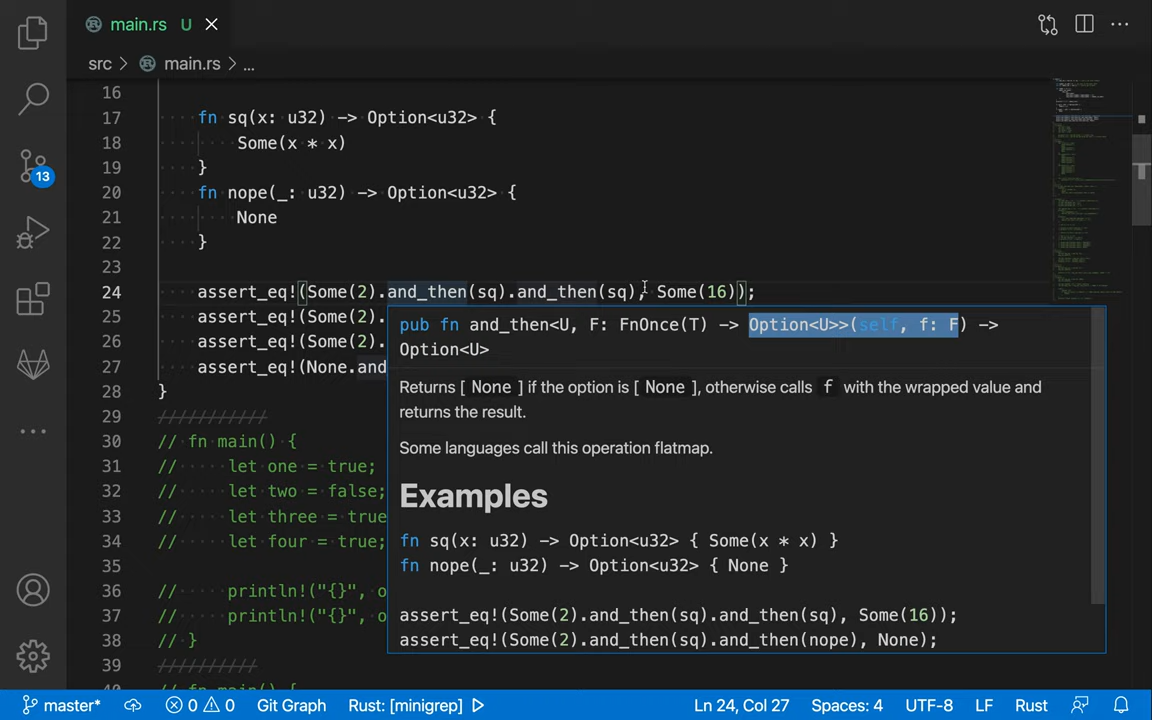 main.rs U
src > main.rs > ...
16
17 fn sq(x: u32) -> Option<u32> {
18 Some(x * x)
19 }
20 fn nope(_: u32) -> Option<u32> {
21 None
22 }
23
24 assert_eq!(Some(2).and_then(sq).and_then(sq), Some(16));
25 assert_eq!(Some(2).
26 assert_eq!(Some(2).
27 assert_eq!(None.and
28 }
29 ///////////
30 // fn main() {
31 // let one = true;
32 // let two = false;
33 // let three = true
34 // let four = true;
35
36 // println!("{}", o
37 // println!("{}", o
38 // }
39 //////////
40 // fn main() {
pub fn and_then<U, F: FnOnce(T) -> Option<U>>(self, f: F) ->
Option<U>
Returns [ None ] if the option is [ None ], otherwise calls f with the wrapped value and
returns the result.
Some languages call this operation flatmap.
Examples
fn sq(x: u32) -> Option<u32> { Some(x * x) }
fn nope(_: u32) -> Option<u32> { None }
assert_eq!(Some(2).and_then(sq).and_then(sq), Some(16));
assert_eq!(Some(2).and_then(sq).and_then(nope), None);
13
master* 0 0 Git Graph Rust: [minigrep] Ln 24, Col 27 Spaces: 4 UTF-8 LF Rust